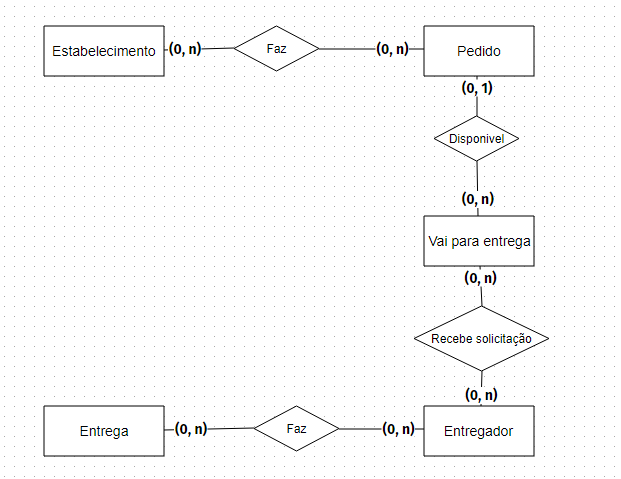 Estabelecimento (0, n) Faz (0, n) Pedido
(0, 1)
Disponivel
(0, n)
Vai para entrega
(0, n)
Recebe solicitação
(0, n)
Entrega (0, n) Faz (0, n) Entregador